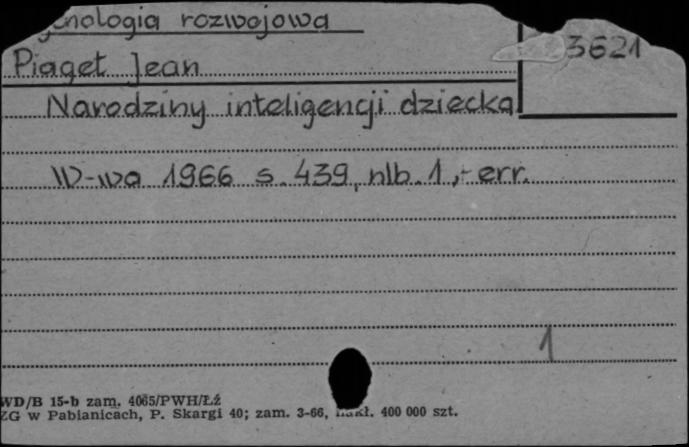 rozwojowa
3621
Piaget Jean
Narodziny inteligencji dziecka
W-wa 1966 s. 439, nlb. 1, + err.
1
WD/B 15-b zam. 4065/PWH/Łź
ZG w Pabianicach, P. Skargi 40; zam. 3-66, nakł. 400 000 szt.